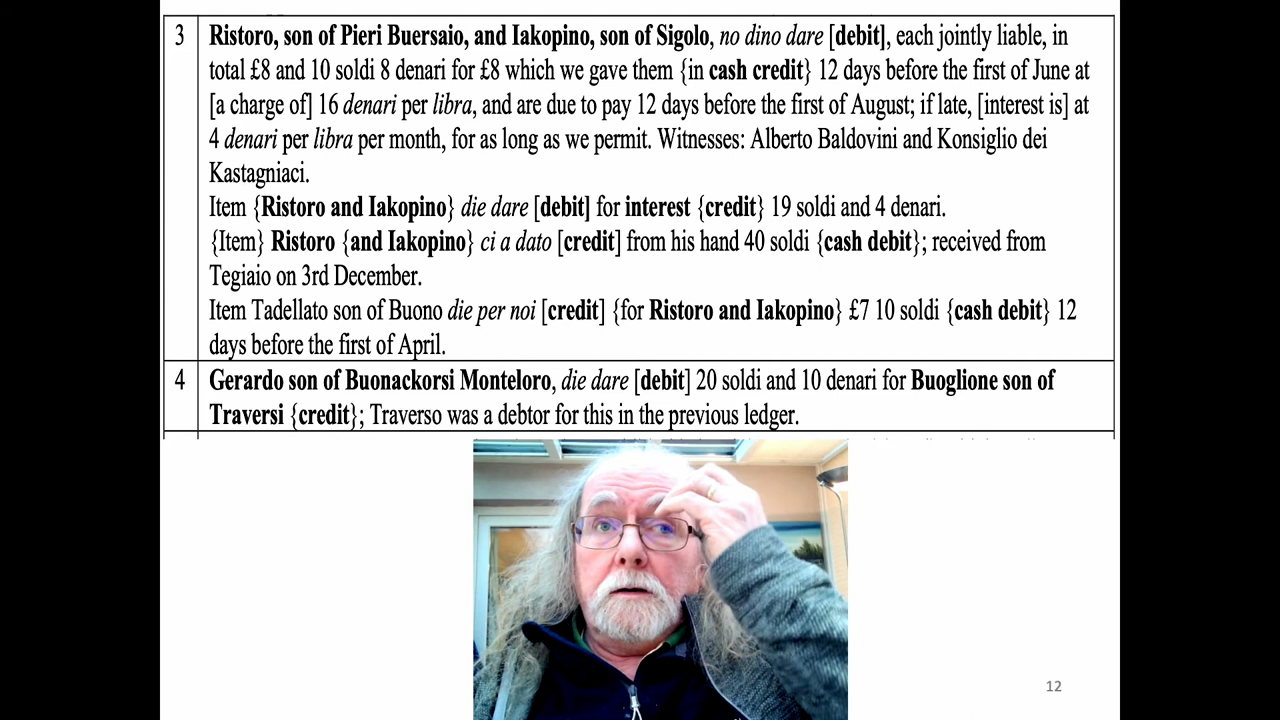 3
Ristoro, son of Pieri Buersaio, and Iakopino, son of Sigolo, no dino dare [debit], each jointly liable, in
total £8 and 10 soldi 8 denari for £8 which we gave them {in cash credit} 12 days before the first of June at
[a charge of] 16 denari per libra, and are due to pay 12 days before the first of August; if late, [interest is] at
4 denari per libra per month, for as long as we permit. Witnesses: Alberto Baldovini and Konsiglio dei
Kastagniaci.
Item {Ristoro and Iakopino} die dare [debit] for interest {credit} 19 soldi and 4 denari.
{Item} Ristoro {and Iakopino} ci a dato [credit] from his hand 40 soldi {cash debit}; received from
Tegiaio on 3rd December.
Item Tadellato son of Buono die per noi [credit] {for Ristoro and Iakopino} £7 10 soldi {cash debit} 12
days before the first of April.
4
Gerardo son of Buonackorsi Monteloro, die dare [debit] 20 soldi and 10 denari for Buoglione son of
Traversi {credit}; Traverso was a debtor for this in the previous ledger.
12